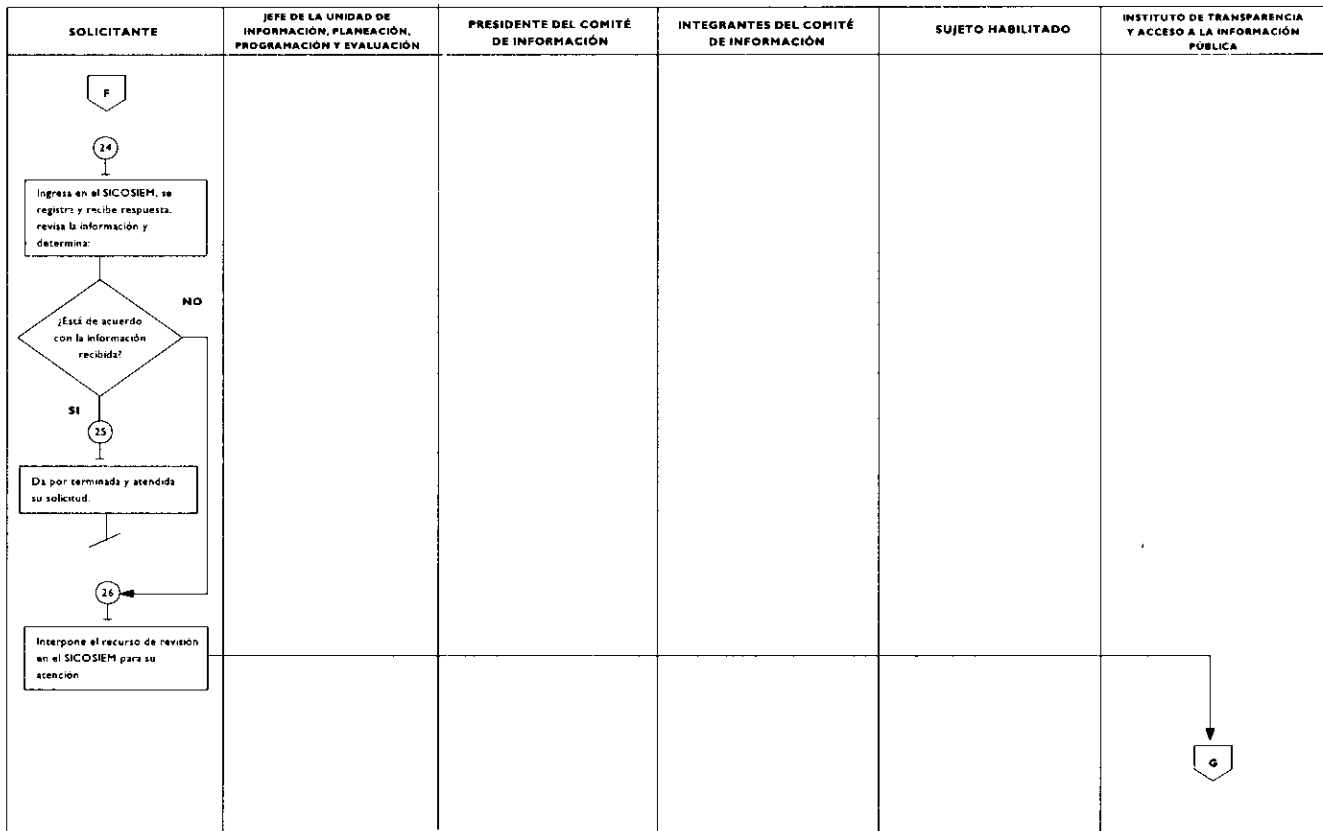 SOLICITANTE
JEFE DE LA UNIDAD DE
INFORMACIÓN, PLANEACIÓN,
PROGRAMACIÓN Y EVALUACIÓN
PRESIDENTE DEL COMITÉ
DE INFORMACIÓN
INTEGRANTES DEL COMITÉ
DE INFORMACIÓN
SUJETO HABILITADO
INSTITUTO DE TRANSPARENCIA
Y ACCESO A LA INFORMACIÓN
PÚBLICA
F
24
Ingresa en el SICOSIEM, se
registra y recibe respuesta,
revisa la información y
determina:
NO
¿Está de acuerdo
con la información
recibida?
SI
25
Da por terminada y atendida
su solicitud.
26
Interpone el recurso de revisión
en el SICOSIEM para su
atención
G